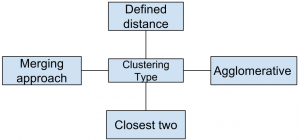 Defined
distance
Merging
approach
Clustering
Type
Agglomerative
Closest two